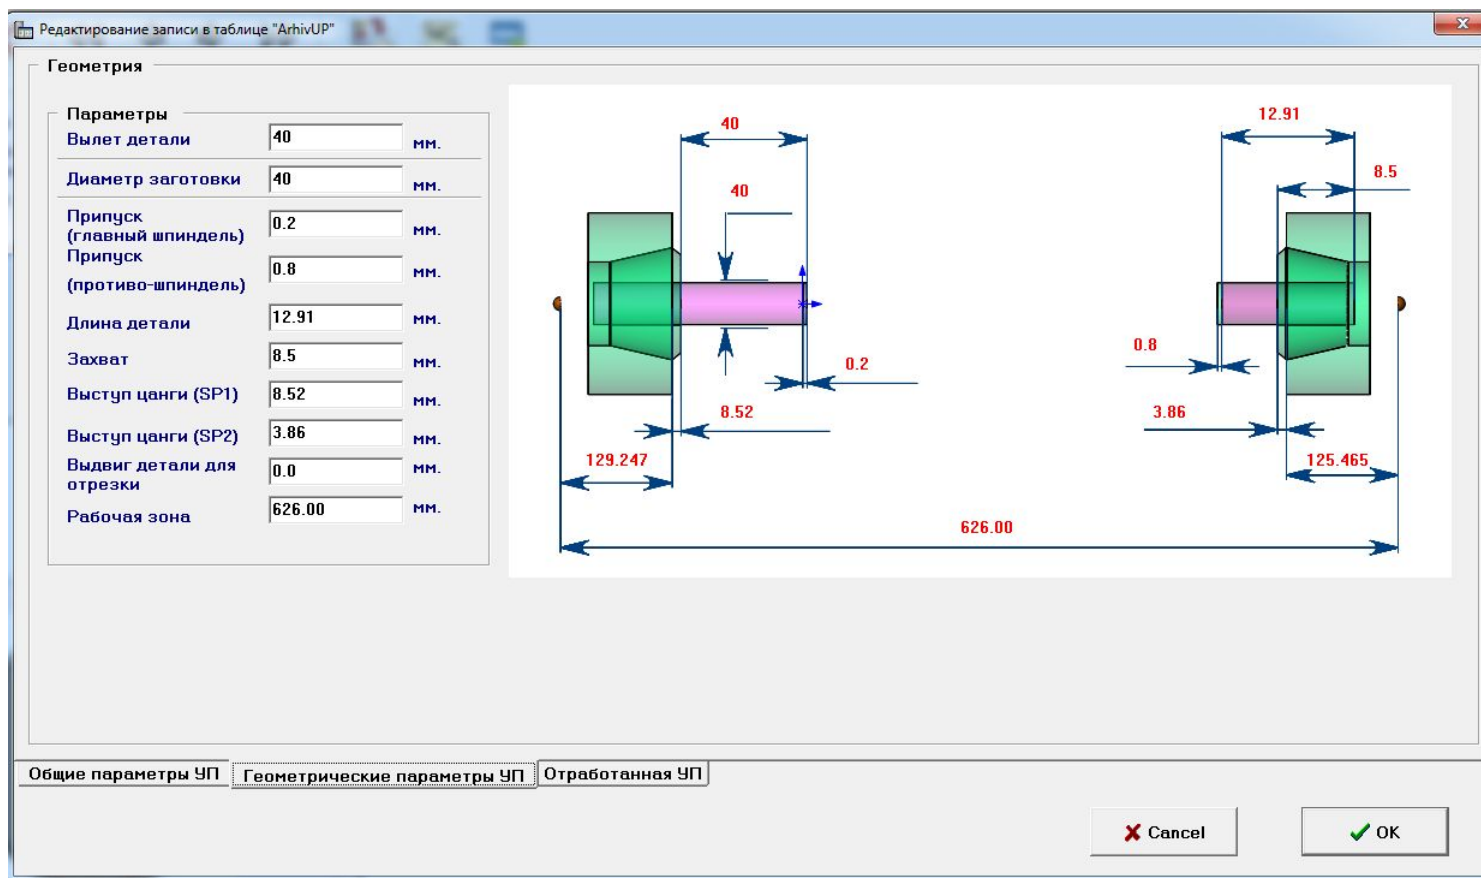 Редактирование записи в таблице "ArhivUP"
Геометрия
Параметры
Вылет детали 40 мм.
Диаметр заготовки 40 мм.
Припуск
(главный шпиндель) 0.2 мм.
Припуск
(противо-шпиндель) 0.8 мм.
Длина детали 12.91 мм.
Захват 8.5 мм.
Выступ цанги (SP1) 8.52 мм.
Выступ цанги (SP2) 3.86 мм.
Выдвиг детали для
отрезки 0.0 мм.
Рабочая зона 626.00 мм.
40
40
0.2
8.52
129.247
12.91
8.5
0.8
3.86
125.465
626.00
Общие параметры УП Геометрические параметры УП Отработанная УП
Cancel OK